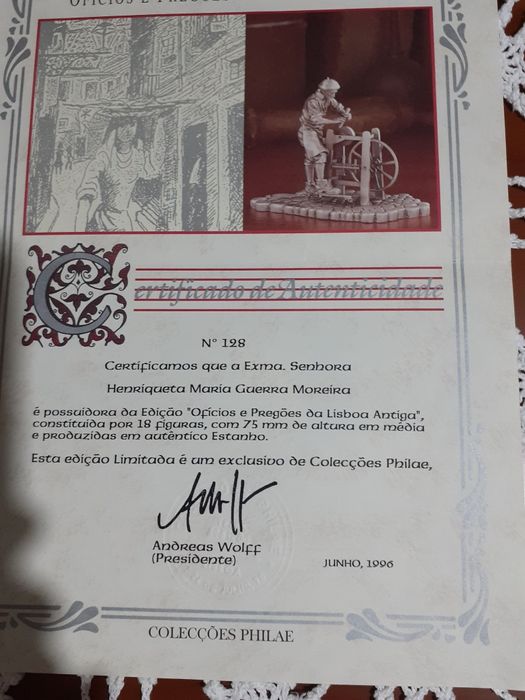 OFÍCIOS E PREGÕES
Certificado de Autenticidade
Nº 128
Certificamos que a Exma. Senhora
Henriqueta Maria Guerra Moreira
é possuidora da Edição "Ofícios e Pregões da Lisboa Antiga",
constituída por 18 figuras, com 75 mm de altura em média
e produzidas em autêntico Estanho.
Esta edição Limitada é um exclusivo de Colecções Philae,
Andreas Wolff
(Presidente)
JUNHO, 1996
COLECÇÕES PHILAE